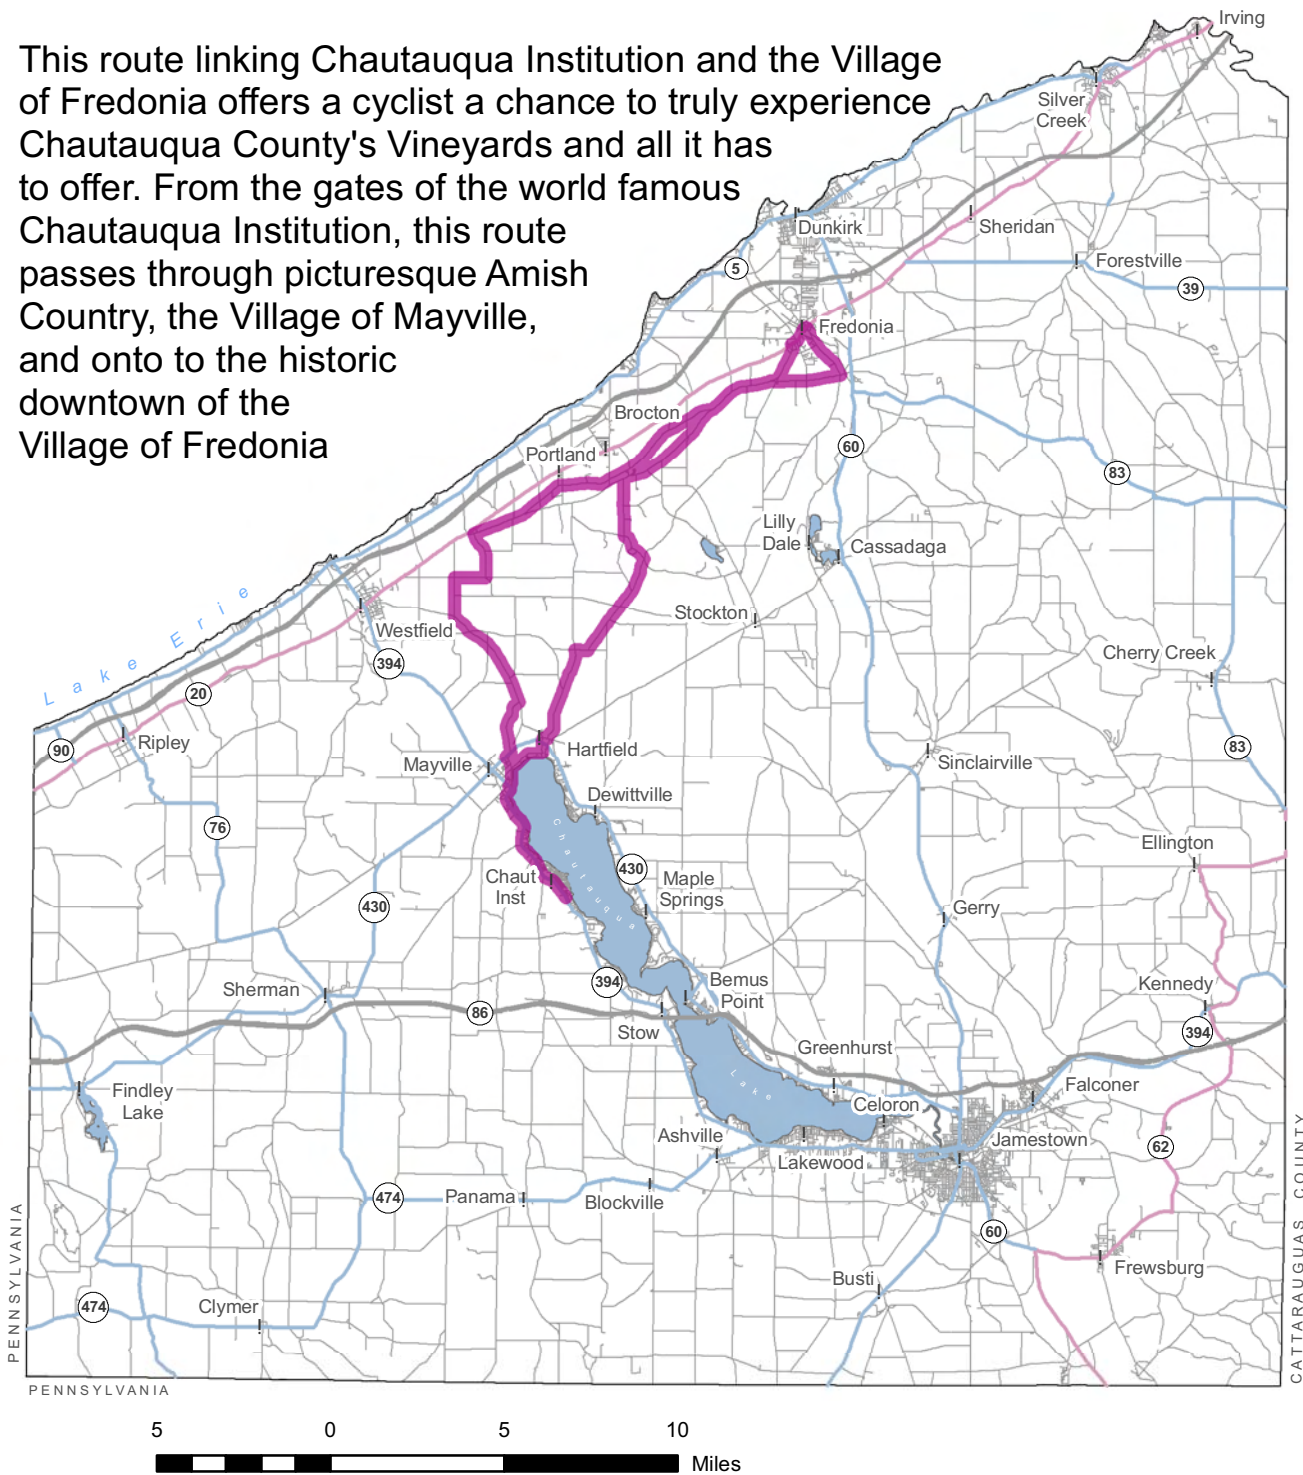 This route linking Chautauqua Institution and the Village
of Fredonia offers a cyclist a chance to truly experience
Chautauqua County's Vineyards and all it has
to offer. From the gates of the world famous
Chautauqua Institution, this route
passes through picturesque Amish
Country, the Village of Mayville,
and onto to the historic
downtown of the
Village of Fredonia
Irving
Silver
Creek
Dunkirk
Sheridan
Forestville
5
39
Fredonia
Brocton
Portland
60
83
Lilly
Dale
Cassadaga
Lake Erie
Stockton
Westfield
394
Cherry Creek
20
90
Ripley
Mayville
Hartfield
Sinclairville
83
Dewittville
76
Chautauqua
Ellington
430
Chaut
Inst
Maple
Springs
430
Gerry
Sherman
394
Bemus
Point
Kennedy
86
Stow
394
Greenhurst
Findley
Lake
Lake
Celoron
Falconer
Ashville
Lakewood
Jamestown
62
474
Panama
Blockville
60
Frewsburg
Busti
474
Clymer
PENNSYLVANIA
PENNSYLVANIA
CATTARAUGUAS COUNTY
5 0 5 10
Miles